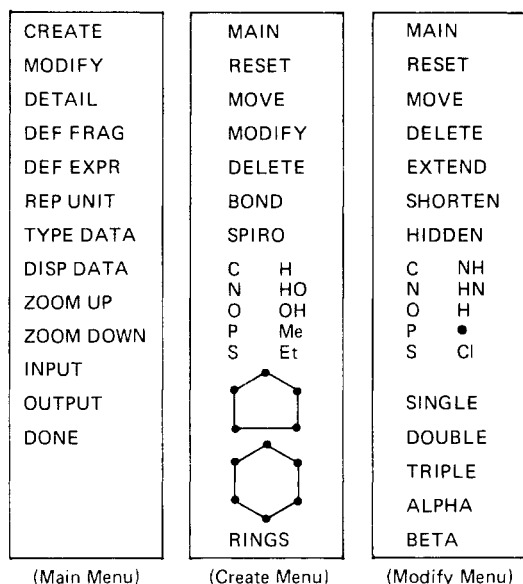 CREATE
MODIFY
DETAIL
DEF FRAG
DEF EXPR
REP UNIT
TYPE DATA
DISP DATA
ZOOM UP
ZOOM DOWN
INPUT
OUTPUT
DONE
(Main Menu)
MAIN
RESET
MOVE
MODIFY
DELETE
BOND
SPIRO
C H
N HO
O OH
P Me
S Et
RINGS
(Create Menu)
MAIN
RESET
MOVE
DELETE
EXTEND
SHORTEN
HIDDEN
C NH
N HN
O H
P •
S Cl
SINGLE
DOUBLE
TRIPLE
ALPHA
BETA
(Modify Menu)